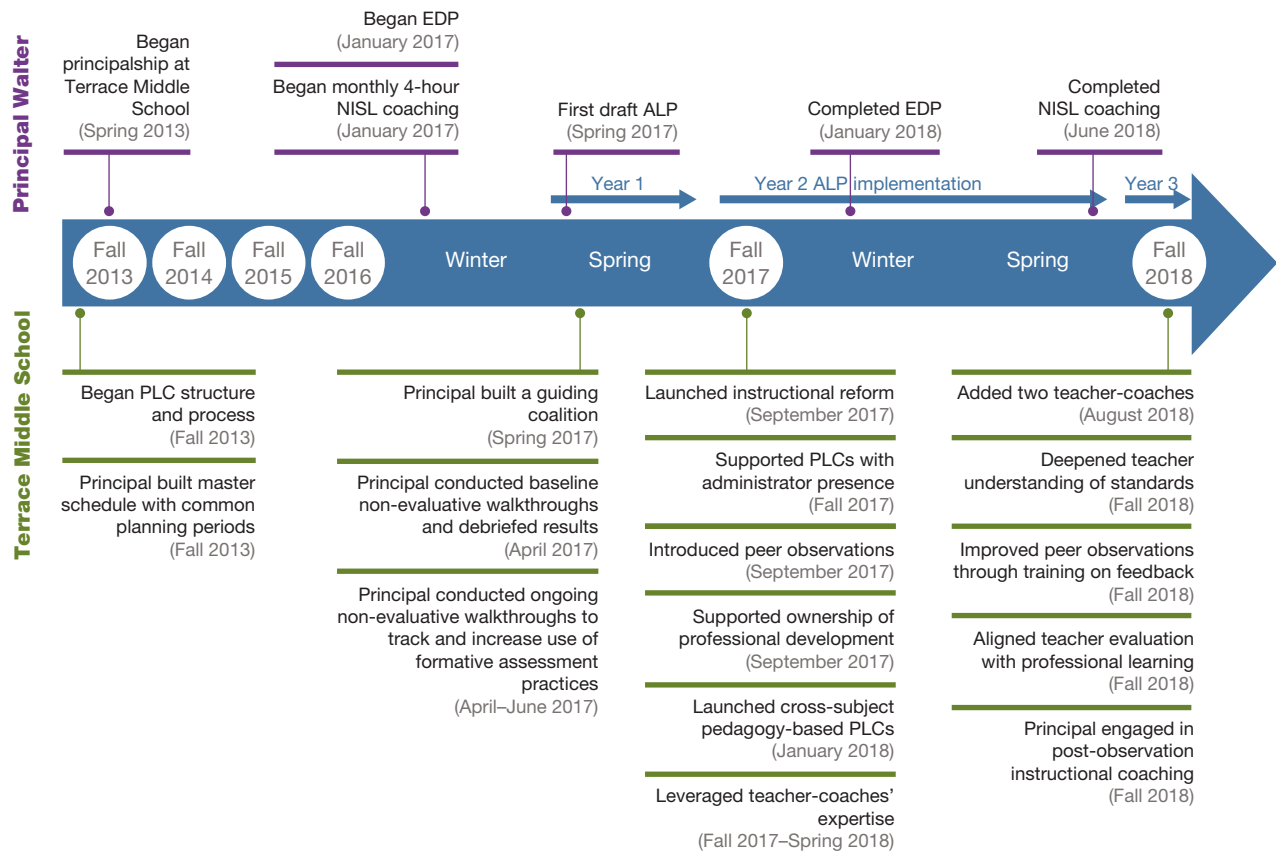 Principal Walter
Began
principalship at
Terrace Middle
School
(Spring 2013)
Began EDP
(January 2017)
Began monthly 4-hour
NISL coaching
(January 2017)
First draft ALP
(Spring 2017)
Completed EDP
(January 2018)
Completed
NISL coaching
(June 2018)
Year 1
Year 2 ALP implementation
Year 3
Fall
2013
Fall
2014
Fall
2015
Fall
2016
Winter
Spring
Fall
2017
Winter
Spring
Fall
2018
Terrace Middle School
Began PLC structure
and process
(Fall 2013)
Principal built master
schedule with common
planning periods
(Fall 2013)
Principal built a guiding
coalition
(Spring 2017)
Principal conducted baseline
non-evaluative walkthroughs
and debriefed results
(April 2017)
Principal conducted ongoing
non-evaluative walkthroughs to
track and increase use of
formative assessment
practices
(April–June 2017)
Launched instructional reform
(September 2017)
Supported PLCs with
administrator presence
(Fall 2017)
Introduced peer observations
(September 2017)
Supported ownership of
professional development
(September 2017)
Launched cross-subject
pedagogy-based PLCs
(January 2018)
Leveraged teacher-coaches’
expertise
(Fall 2017–Spring 2018)
Added two teacher-coaches
(August 2018)
Deepened teacher
understanding of standards
(Fall 2018)
Improved peer observations
through training on feedback
(Fall 2018)
Aligned teacher evaluation
with professional learning
(Fall 2018)
Principal engaged in
post-observation
instructional coaching
(Fall 2018)